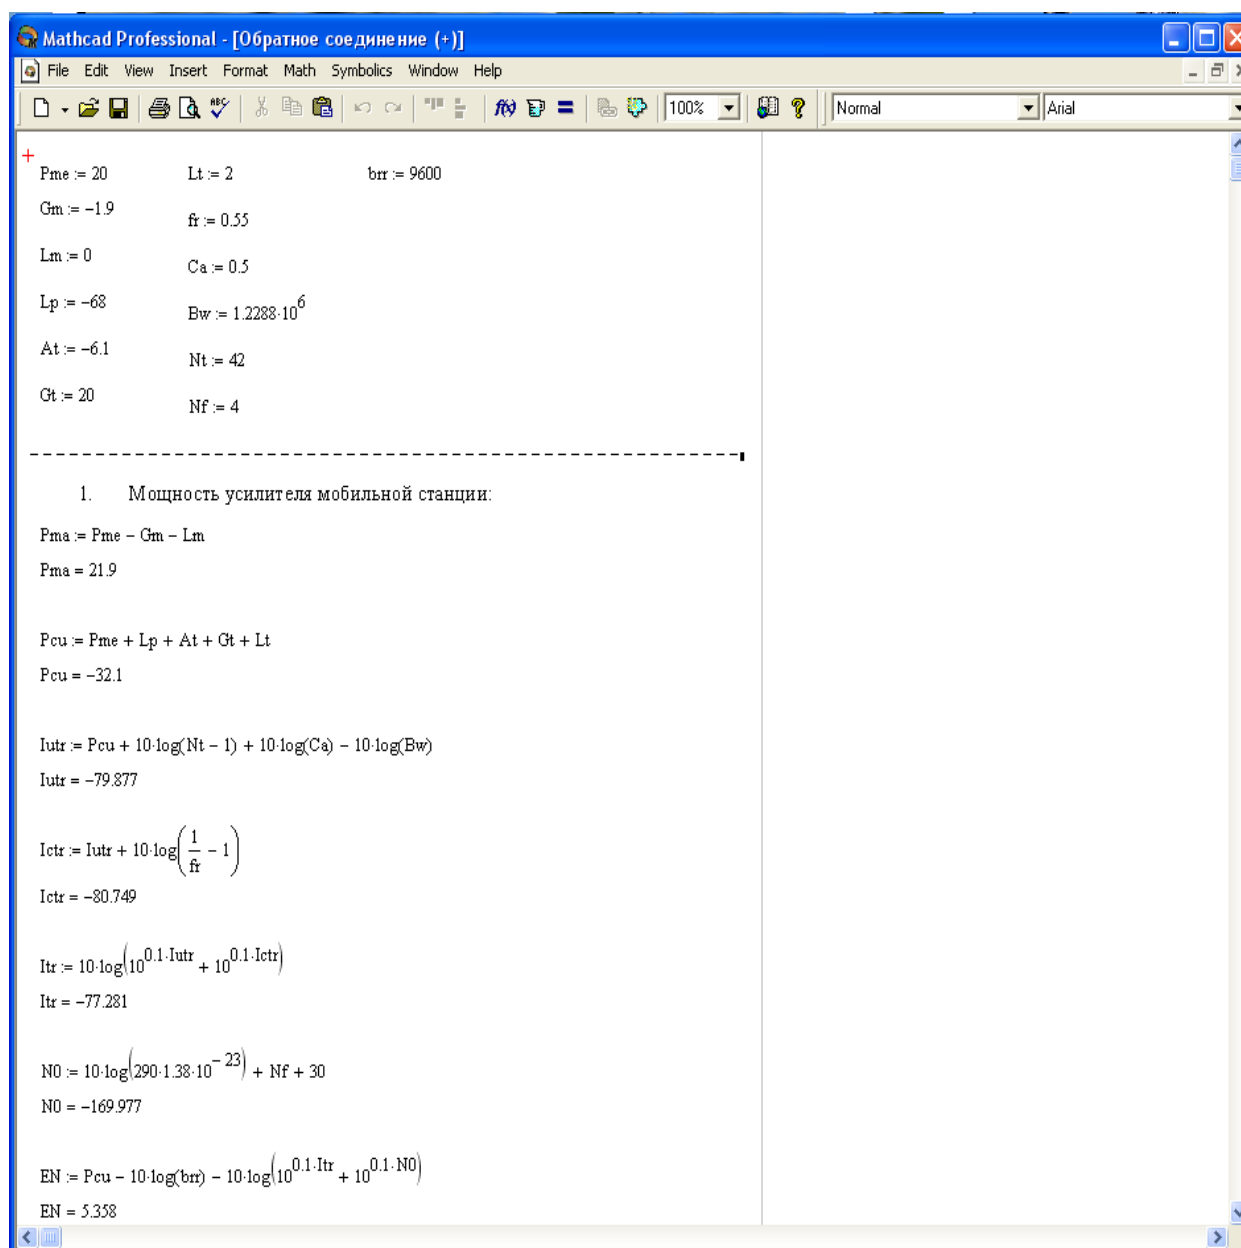 Mathcad Professional - [Обратное соединение (+)]
File Edit View Insert Format Math Symbolics Window Help
100% Normal Arial
Pme := 20 Lt := 2 brr := 9600
Gm := −1.9
fr := 0.55
Lm := 0
Ca := 0.5
Lp := −68
Bw := 1.2288·10^6
At := −6.1
Nt := 42
Gt := 20
Nf := 4
1. Мощность усилителя мобильной станции:
Pma := Pme − Gm − Lm
Pma = 21.9
Pcu := Pme + Lp + At + Gt + Lt
Pcu = −32.1
Iutr := Pcu + 10·log(Nt − 1) + 10·log(Ca) − 10·log(Bw)
Iutr = −79.877
Ictr := Iutr + 10·log(1/fr − 1)
Ictr = −80.749
Itr := 10·log(10^0.1·Iutr + 10^0.1·Ictr)
Itr = −77.281
N0 := 10·log(290·1.38·10^−23) + Nf + 30
N0 = −169.977
EN := Pcu − 10·log(brr) − 10·log(10^0.1·Itr + 10^0.1·N0)
EN = 5.358